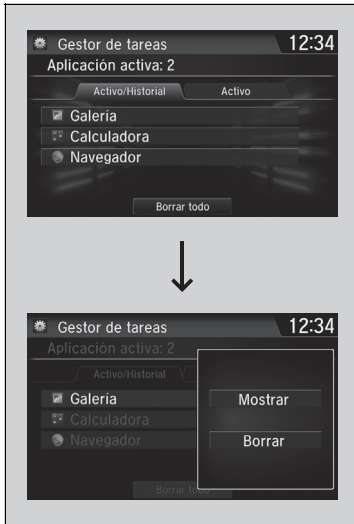 Gestor de tareas 12:34
Aplicación activa: 2
Activo/Historial Activo
Galería
Calculadora
Navegador
Borrar todo
Gestor de tareas 12:34
Aplicación activa: 2
Activo/Historial
Galería
Mostrar
Calculadora
Navegador
Borrar
Borrar todo